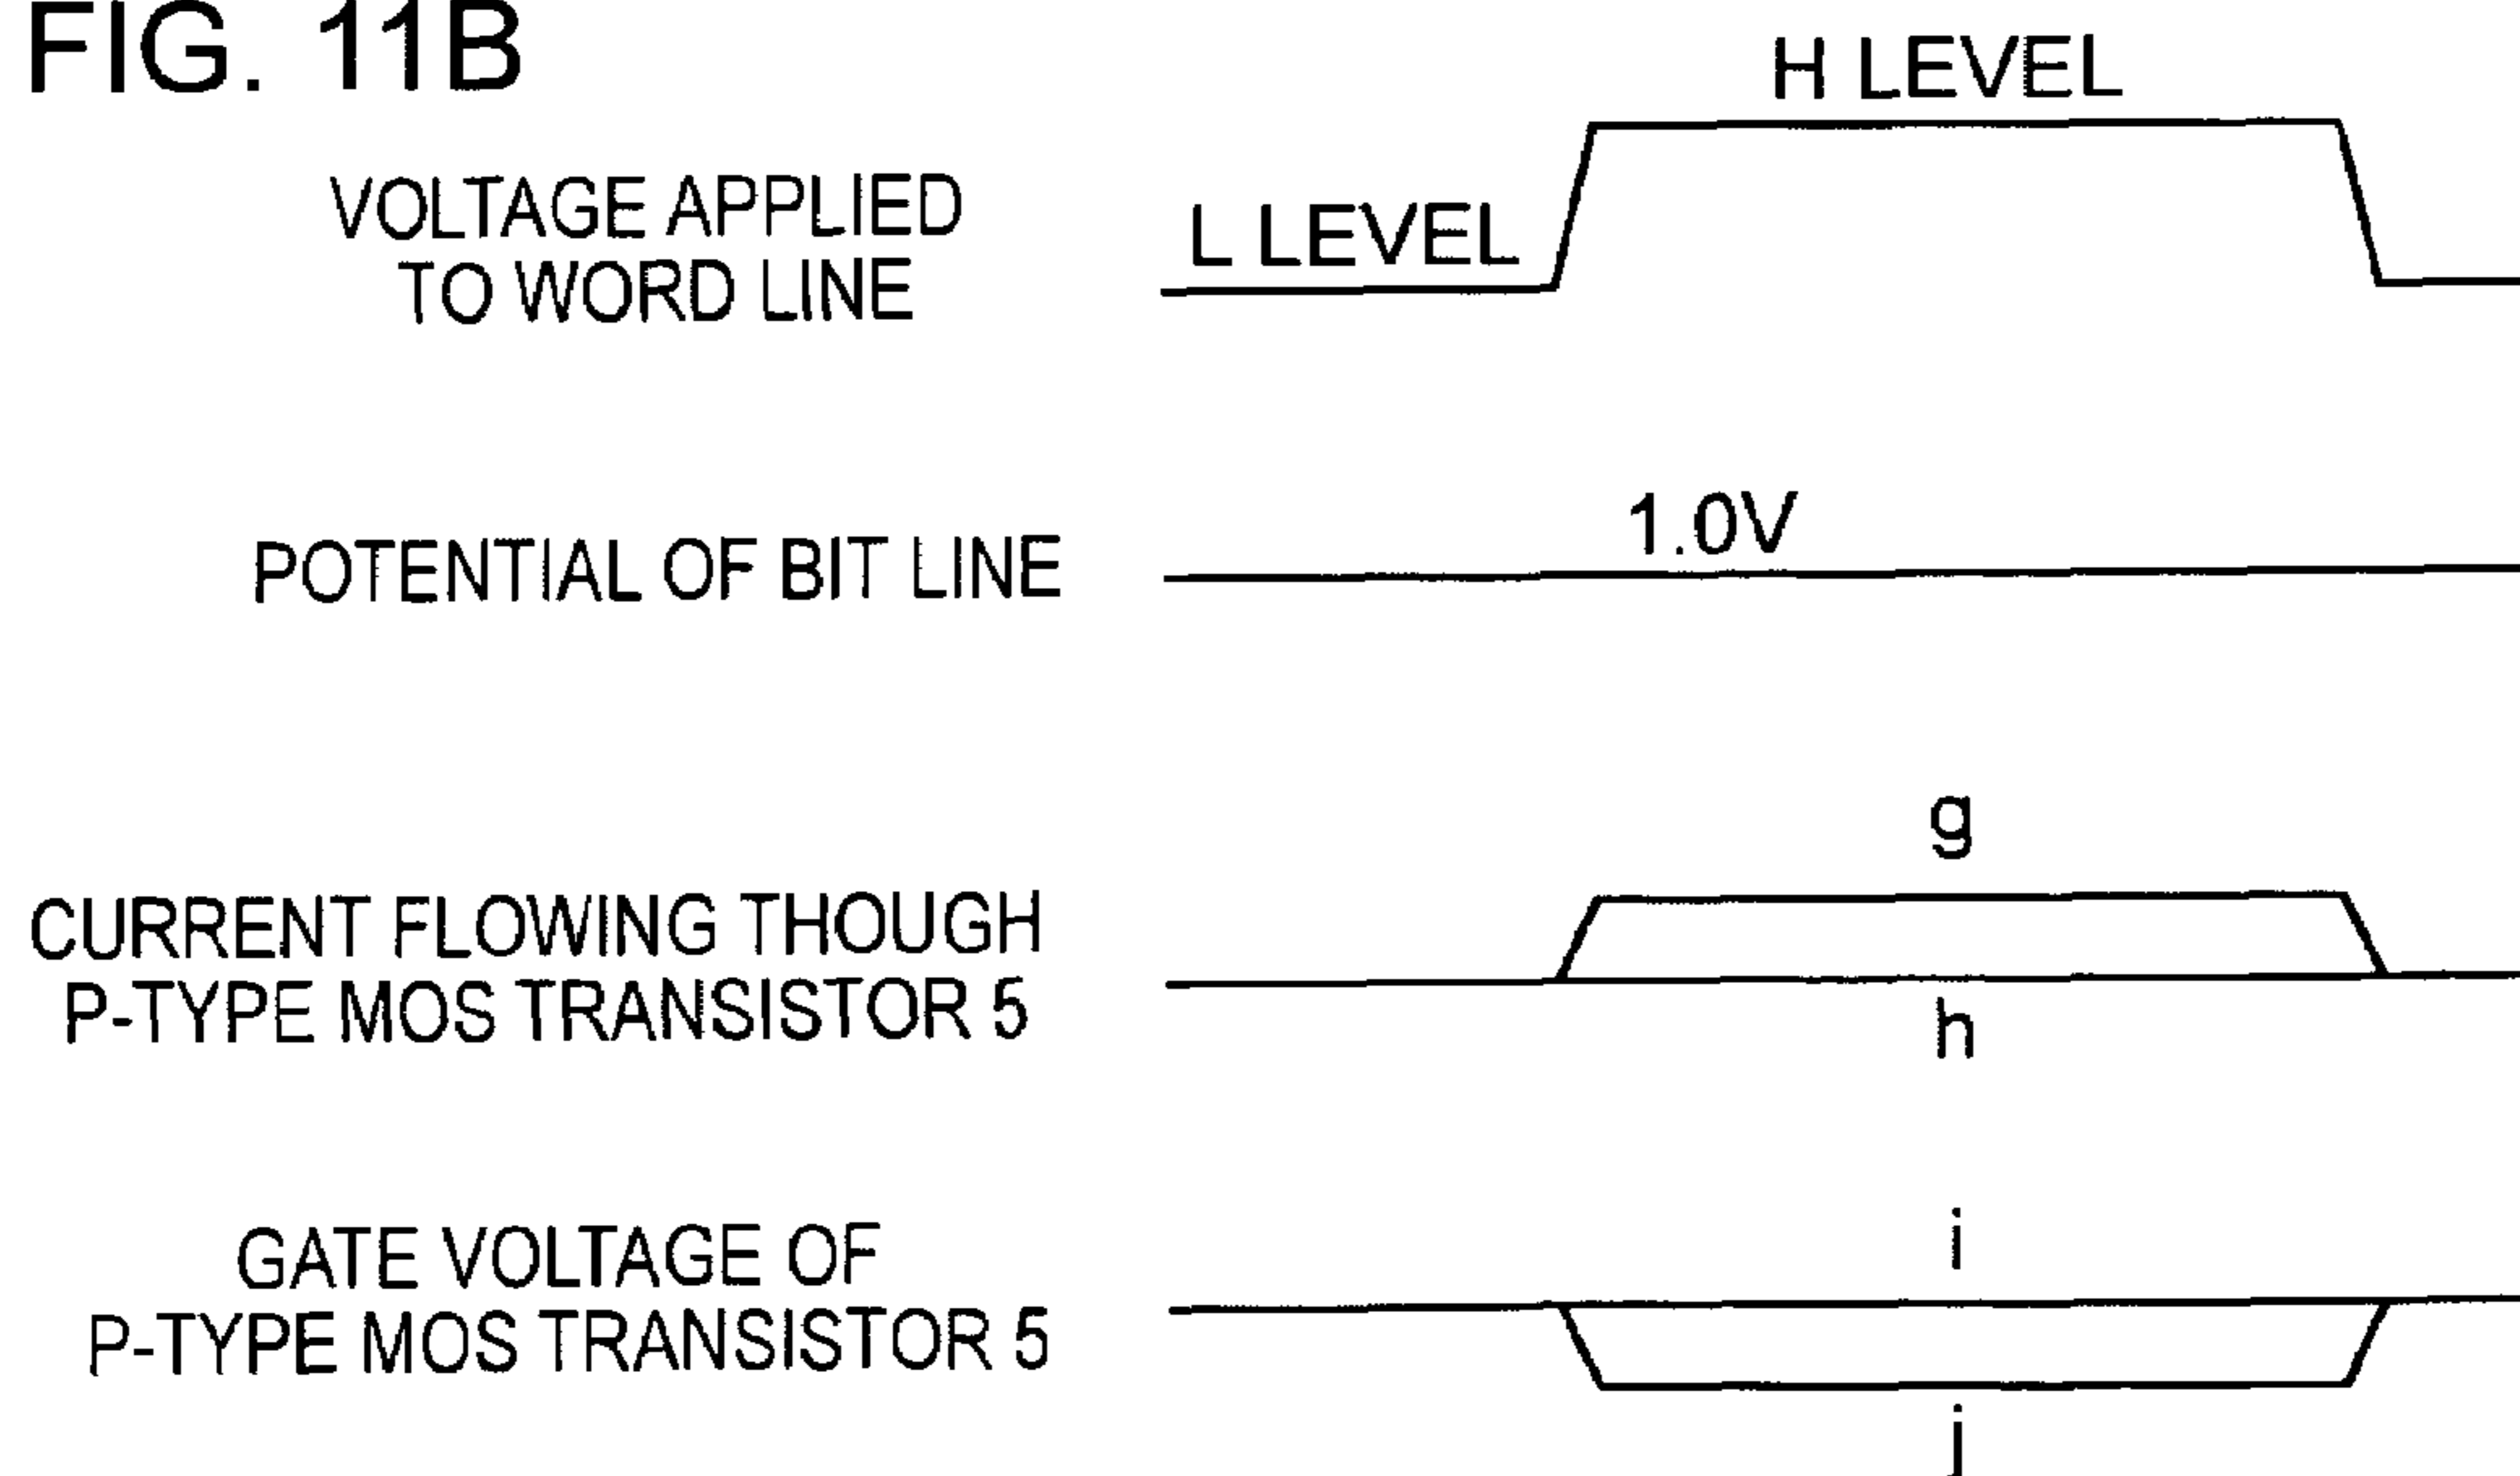 FIG. 11B
H LEVEL
VOLTAGE APPLIED
TO WORD LINE
L LEVEL
1.0V
POTENTIAL OF BIT LINE
g
CURRENT FLOWING THOUGH
P-TYPE MOS TRANSISTOR 5
h
i
GATE VOLTAGE OF
P-TYPE MOS TRANSISTOR 5
j